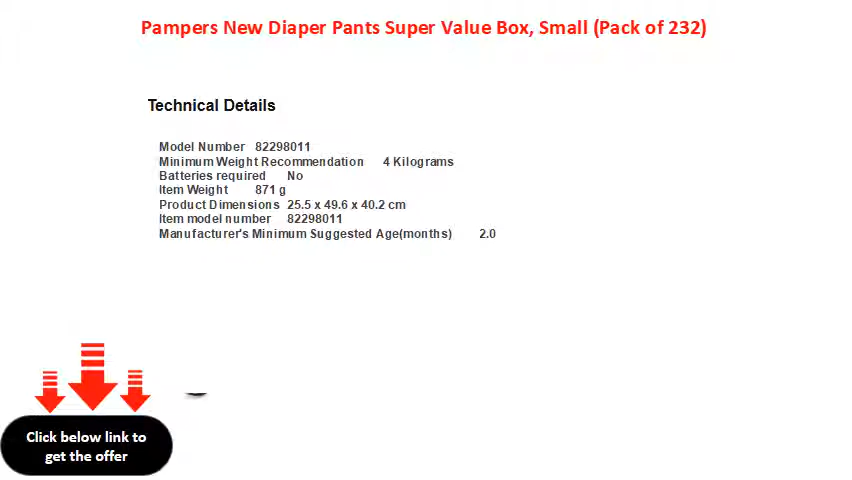 Pampers New Diaper Pants Super Value Box, Small (Pack of 232)
Technical Details
Model Number 82298011
Minimum Weight Recommendation 4 Kilograms
Batteries required No
Item Weight 871 g
Product Dimensions 25.5 x 49.6 x 40.2 cm
Item model number 82298011
Manufacturer's Minimum Suggested Age(months) 2.0
Click below link to
get the offer